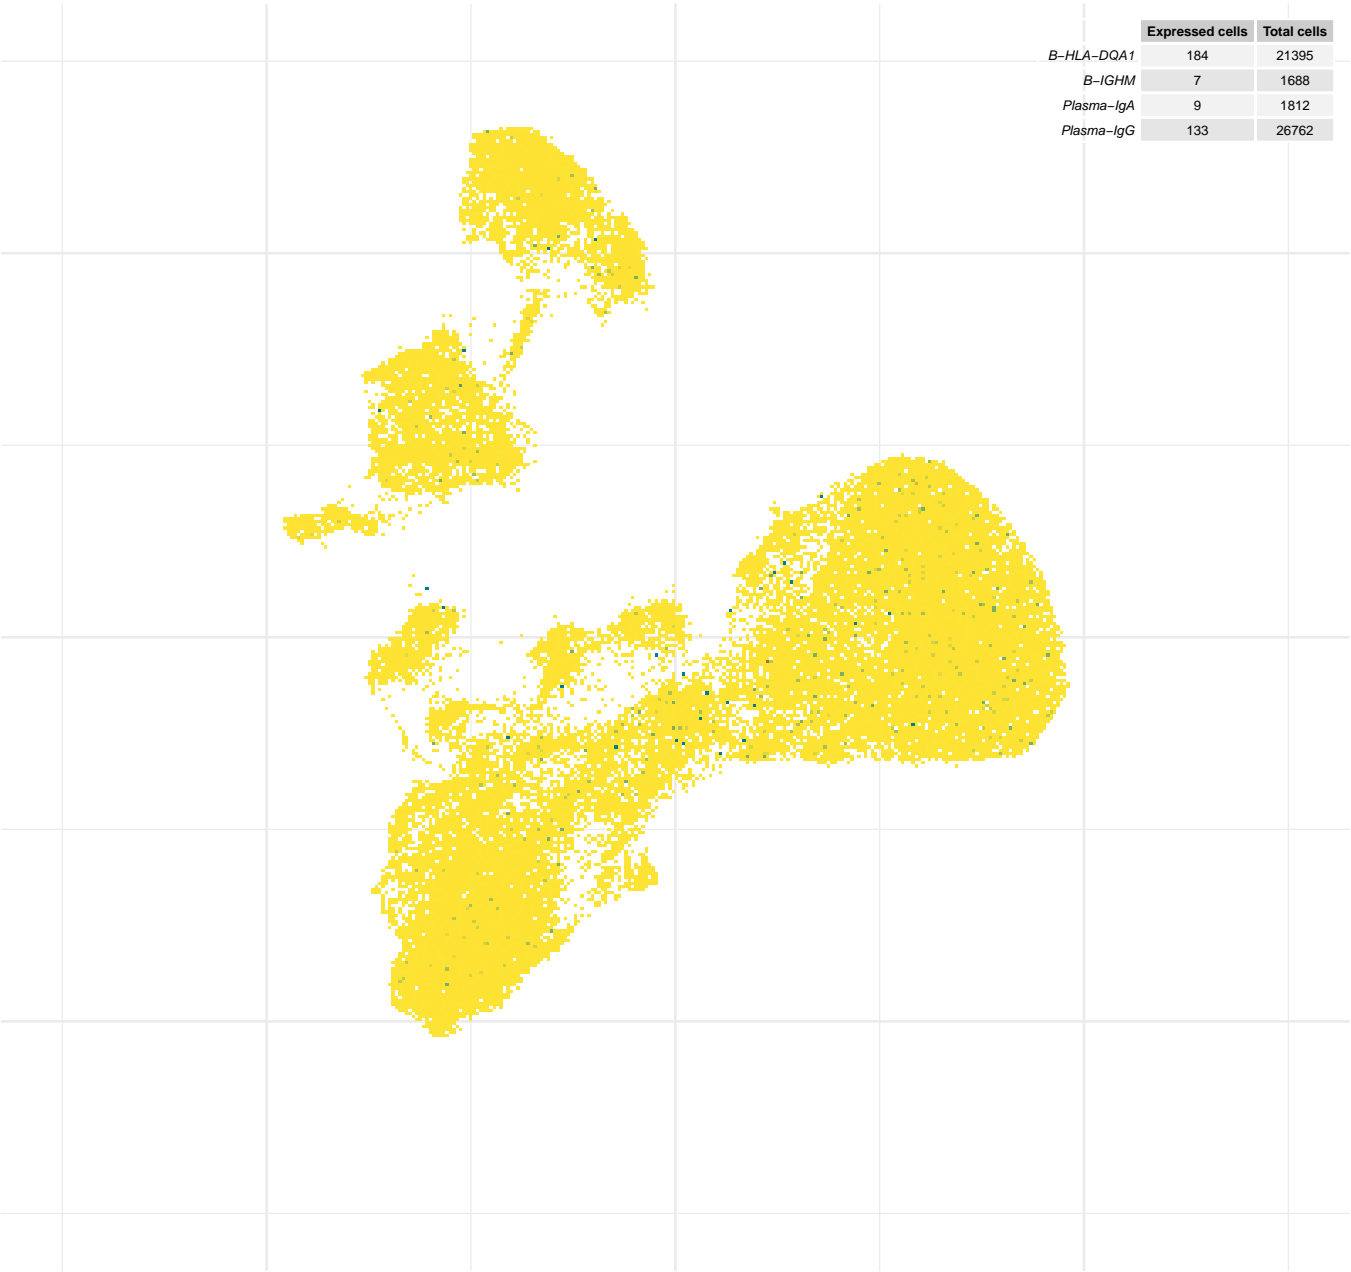 Expressed cells Total cells
B−HLA−DQA1 184 21395
B−IGHM 7 1688
Plasma−IgA 9 1812
Plasma−IgG 133 26762